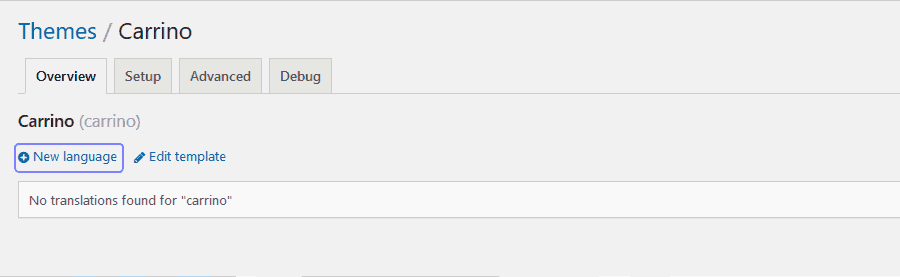 Themes / Carrino
Overview Setup Advanced Debug
Carrino (carrino)
New language Edit template
No translations found for "carrino"